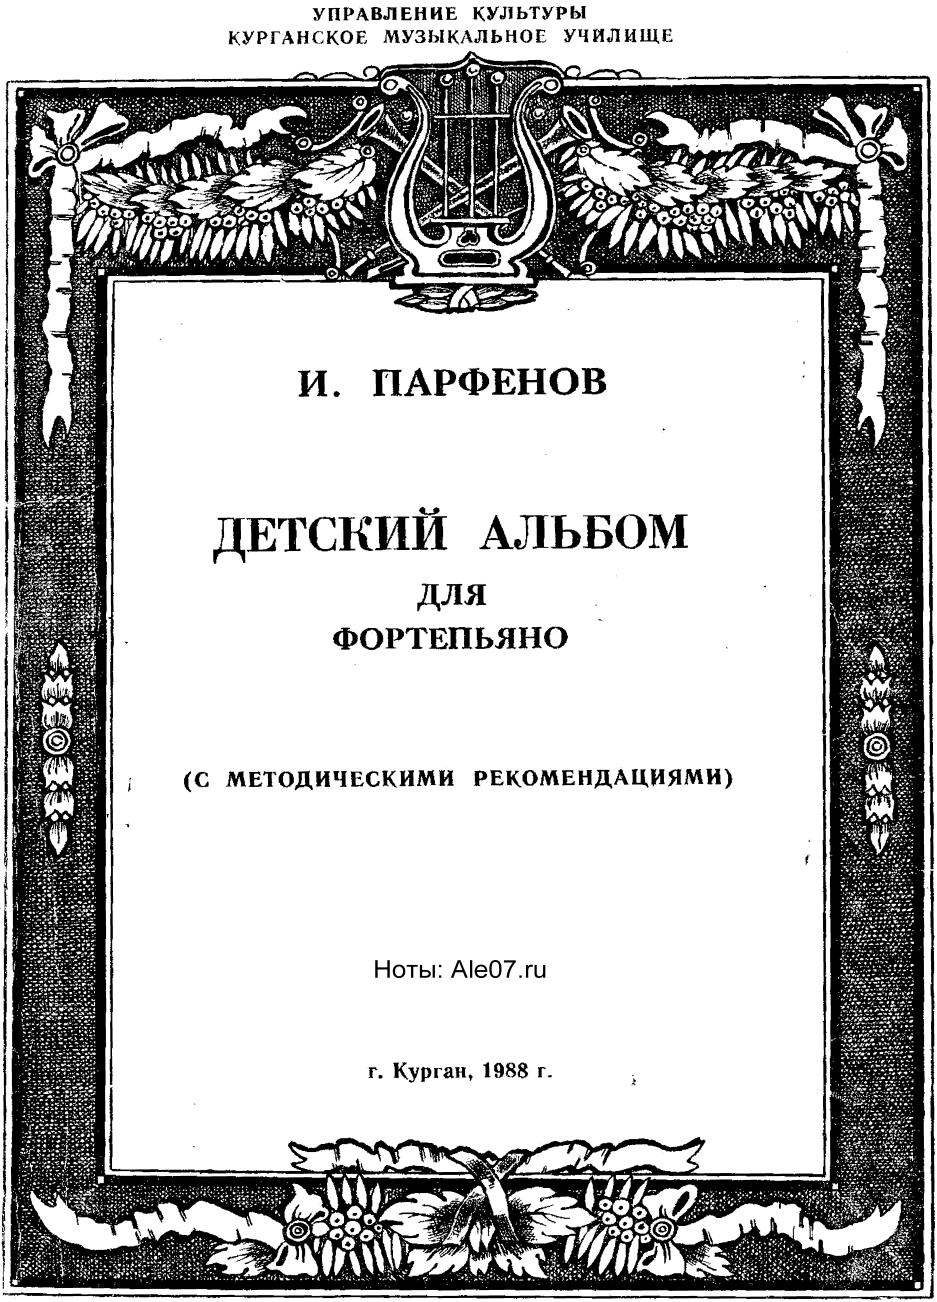 УПРАВЛЕНИЕ КУЛЬТУРЫ
КУРГАНСКОЕ МУЗЫКАЛЬНОЕ УЧИЛИЩЕ
И. ПАРФЕНОВ
ДЕТСКИЙ АЛЬБОМ
ДЛЯ
ФОРТЕПЬЯНО
(С МЕТОДИЧЕСКИМИ РЕКОМЕНДАЦИЯМИ)
Ноты: Ale07.ru
г. Курган, 1988 г.